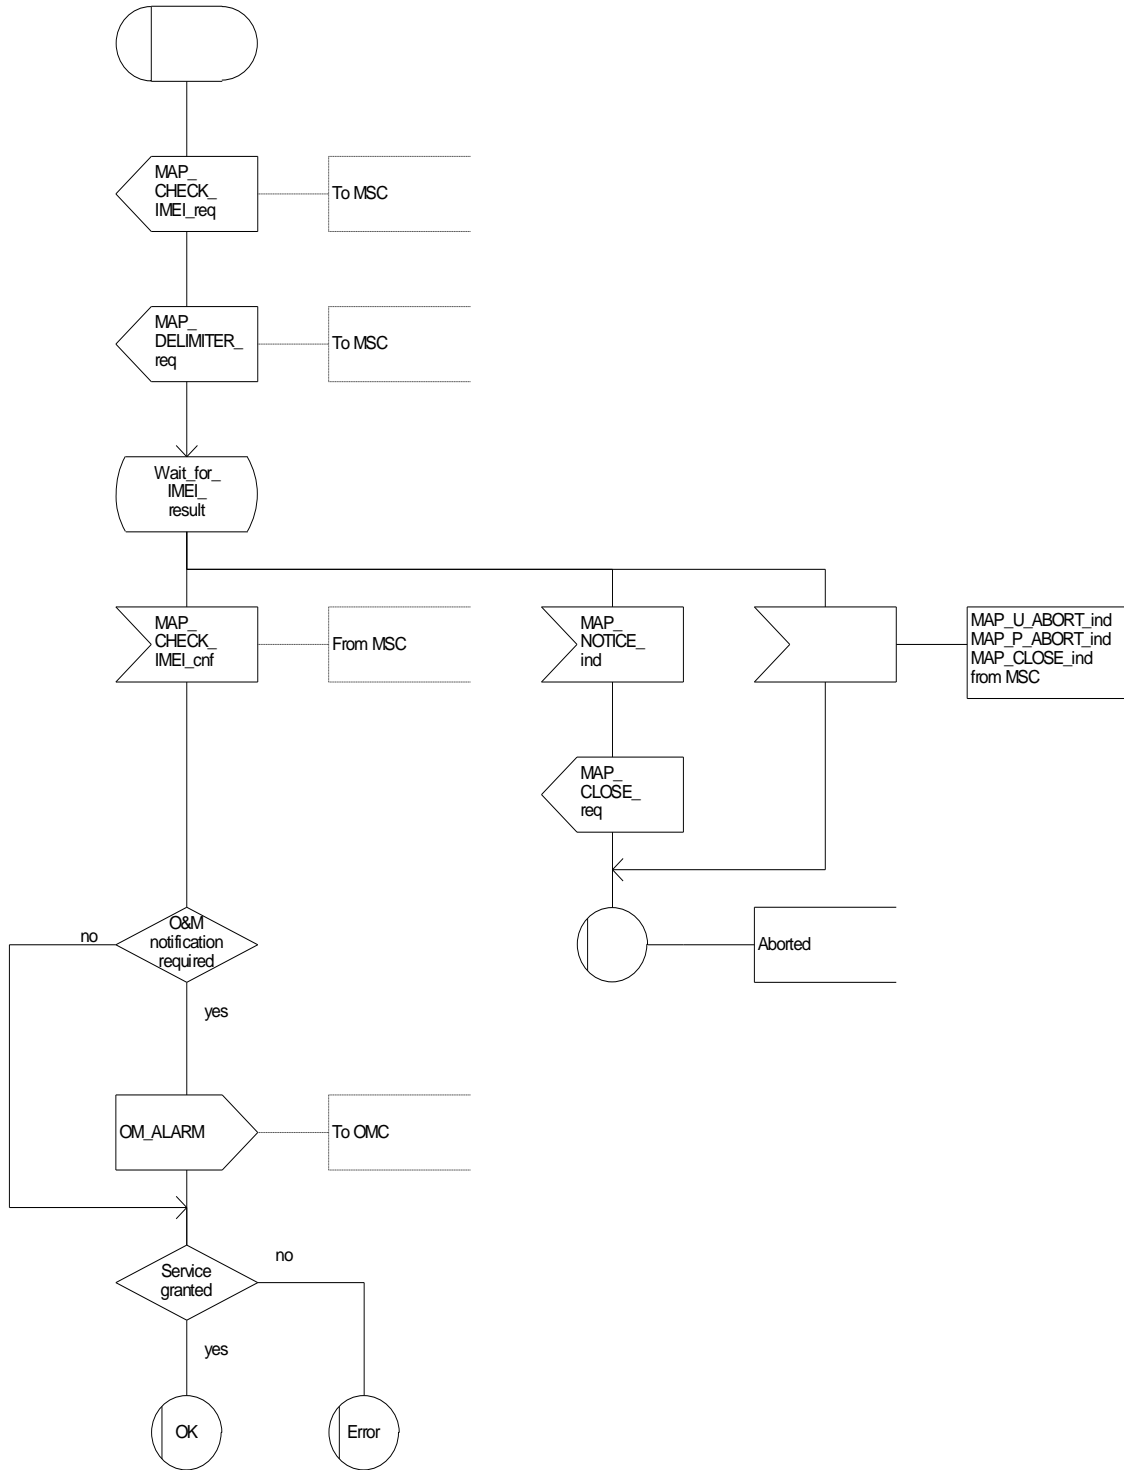 MAP_
CHECK_
IMEI_req
To MSC
MAP_
DELIMITER_
req
To MSC
Wait_for_
IMEI_
result
MAP_
CHECK_
IMEI_cnf
From MSC
MAP_
NOTICE_
ind
MAP_U_ABORT_ind
MAP_P_ABORT_ind
MAP_CLOSE_ind
from MSC
MAP_
CLOSE_
req
no
O&M
notification
required
Aborted
yes
OM_ALARM
To OMC
no
Service
granted
yes
OK
Error